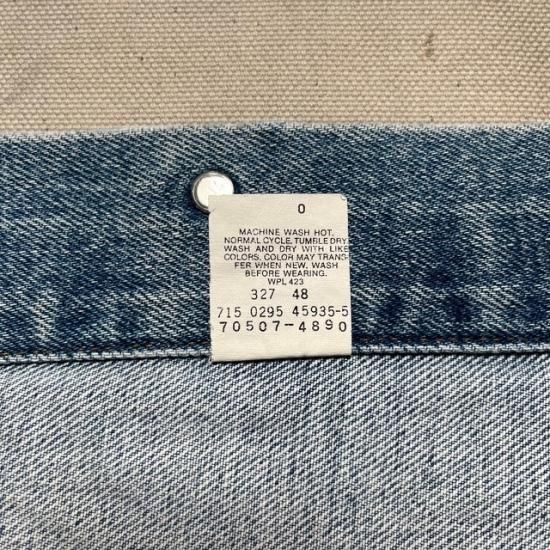 0
MACHINE WASH HOT.
NORMAL CYCLE. TUMBLE DRY.
WASH AND DRY WITH LIKE
COLORS. COLOR MAY TRANS-
FER WHEN NEW, WASH
BEFORE WEARING.
WPL 423
327 48
715 0295 45935-5
70507-4890